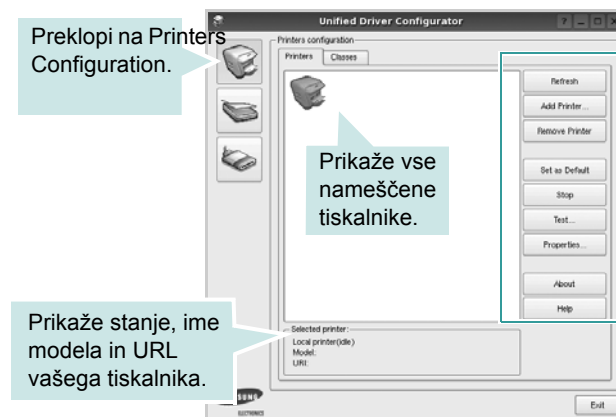 Unified Driver Configurator
Preklopi na Printers
Configuration.
Printers configuration
Printers
Classes
Refresh
Add Printer...
Remove Printer
Set as Default
Stop
Test...
Properties...
About
Help
Prikaže vse
nameščene
tiskalnike.
Prikaže stanje, ime
modela in URL
vašega tiskalnika.
Selected printer:
Local printer(idle)
Model:
URI:
ELECTRONICS
Exit